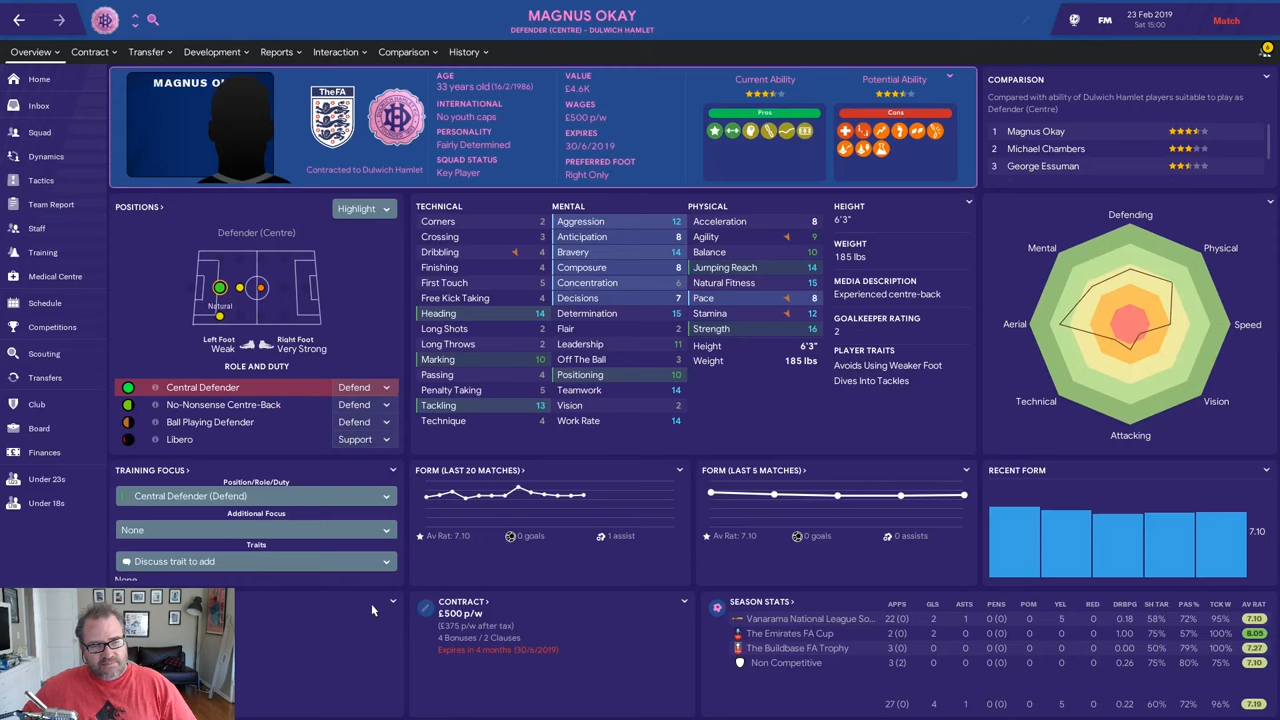 MAGNUS OKAY
DEFENDER (CENTRE) - DULWICH HAMLET
FM
23 Feb 2019
Sat 15:00
Match
6
Overview Contract Transfer Development Reports Interaction Comparison History
Home
Inbox
Squad
Dynamics
Tactics
Team Report
Staff
Training
Medical Centre
Schedule
Competitions
Scouting
Transfers
Club
Board
Finances
Under 23s
Under 18s
MAGNUS O
TheFA
Contracted to Dulwich Hamlet
AGE
33 years old (16/2/1986)
INTERNATIONAL
No youth caps
PERSONALITY
Fairly Determined
SQUAD STATUS
Key Player
VALUE
£4.6K
WAGES
£500 p/w
EXPIRES
30/6/2019
PREFERRED FOOT
Right Only
Current Ability
Pros
Potential Ability
Cons
COMPARISON
Compared with ability of Dulwich Hamlet players suitable to play as
Defender (Centre)
1 Magnus Okay
2 Michael Chambers
3 George Essuman
POSITIONS
Highlight
Defender (Centre)
Natural
Left Foot
Weak
Right Foot
Very Strong
ROLE AND DUTY
Central Defender Defend
No-Nonsense Centre-Back Defend
Ball Playing Defender Defend
Libero Support
TECHNICAL
Corners 2
Crossing 3
Dribbling 4
Finishing 4
First Touch 5
Free Kick Taking 4
Heading 14
Long Shots 2
Long Throws 2
Marking 10
Passing 4
Penalty Taking 5
Tackling 13
Technique 4
MENTAL
Aggression 12
Anticipation 8
Bravery 14
Composure 8
Concentration 6
Decisions 7
Determination 15
Flair 2
Leadership 11
Off The Ball 3
Positioning 10
Teamwork 14
Vision 2
Work Rate 14
PHYSICAL
Acceleration 8
Agility 9
Balance 10
Jumping Reach 14
Natural Fitness 15
Pace 8
Stamina 12
Strength 16
Height 6'3"
Weight 185 lbs
HEIGHT
6'3"
WEIGHT
185 lbs
MEDIA DESCRIPTION
Experienced centre-back
GOALKEEPER RATING
2
PLAYER TRAITS
Avoids Using Weaker Foot
Dives Into Tackles
Defending
Mental
Physical
Aerial
Speed
Technical
Vision
Attacking
TRAINING FOCUS
Position/Role/Duty
Central Defender (Defend)
Additional Focus
None
Traits
Discuss trait to add
None
FORM (LAST 20 MATCHES)
Av Rat: 7.10 0 goals 1 assist
FORM (LAST 5 MATCHES)
Av Rat: 7.10 0 goals 0 assists
RECENT FORM
7.10
CONTRACT
£500 p/w
(£375 p/w after tax)
4 Bonuses / 2 Clauses
Expires in 4 months (30/6/2019)
SEASON STATS APPS GLS ASTS PENS POM YEL RED DRBPG SH TAR PAS% TCK W AV RAT
Vanarama National League So... 22 (0) 2 1 0 (0) 0 5 0 0.18 58% 72% 95% 7.10
The Emirates FA Cup 2 (0) 2 0 0 (0) 0 0 0 1.00 75% 57% 100% 8.05
The Buildbase FA Trophy 3 (0) 0 0 0 (0) 0 0 0 0.00 50% 79% 100% 7.27
Non Competitive 3 (2) 0 0 0 (0) 0 0 0 0.26 75% 80% 75% 7.10
27 (0) 4 1 0 (0) 0 5 0 0.22 60% 72% 96% 7.19